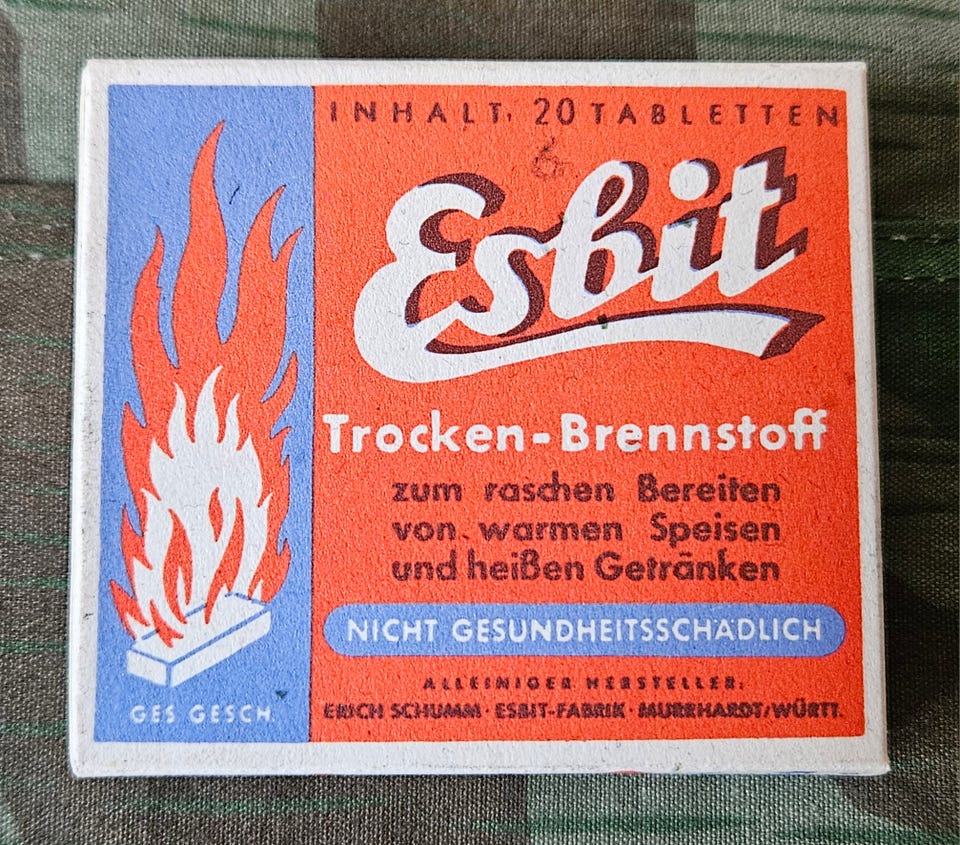 INHALT: 20 TABLETTEN
6
Esbit
Trocken-Brennstoff
zum raschen Bereiten
von warmen Speisen
und heißen Getränken
NICHT GESUNDHEITSSCHÄDLICH
ALLEINIGER HERSTELLER:
ERICH SCHUMM · ESBIT-FABRIK · MURRHARDT/WÜRTT.
GES GESCH.